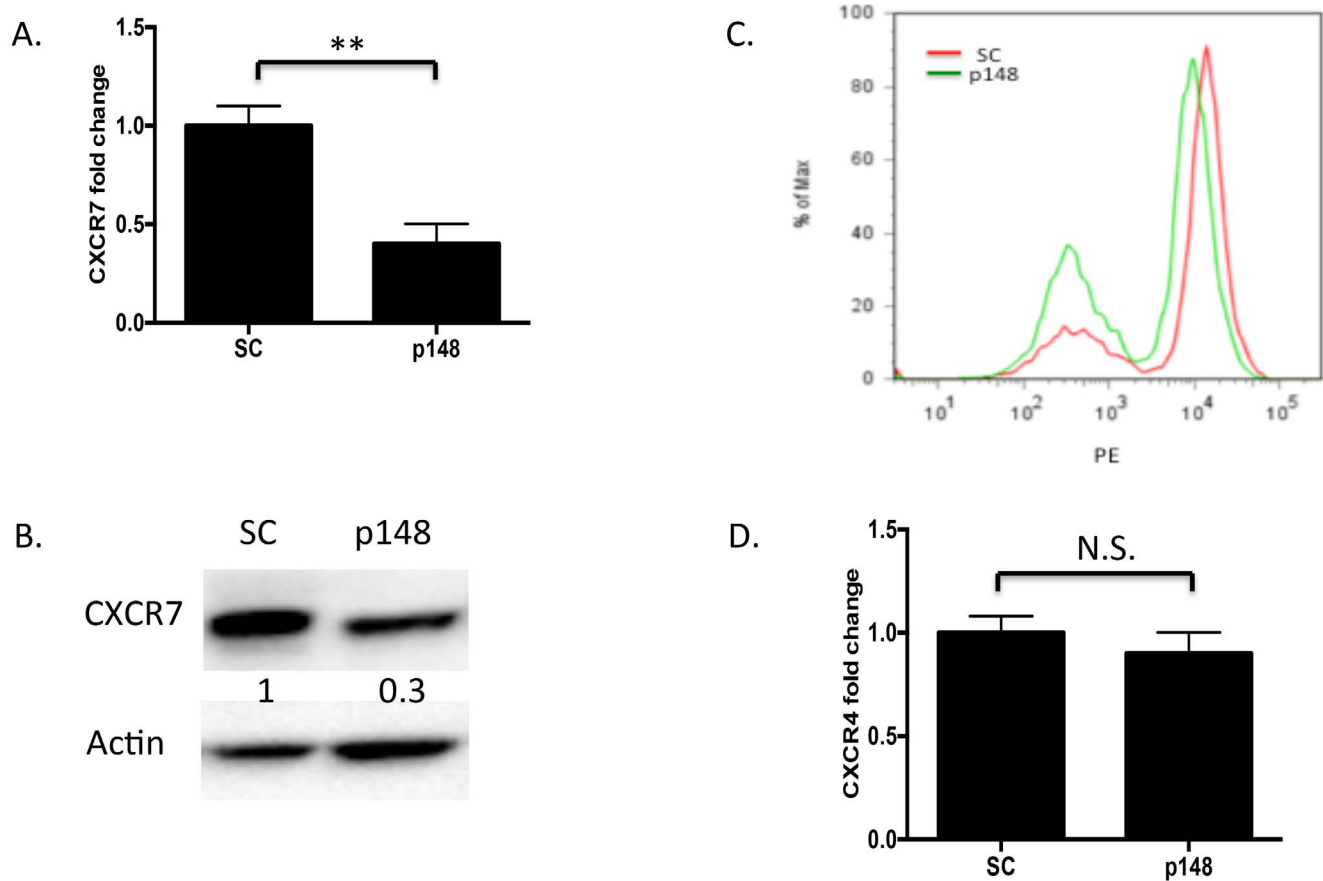 A.
CXCR7 fold change
1.5
1.0
0.5
0.0
**
SC
p148
B.
SC p148
CXCR7
1 0.3
Actin
C.
% of Max
100
80
60
40
20
0
SC
p148
10¹ 10² 10³ 10⁴ 10⁵
PE
D.
CXCR4 fold change
1.5
1.0
0.5
0.0
N.S.
SC
p148